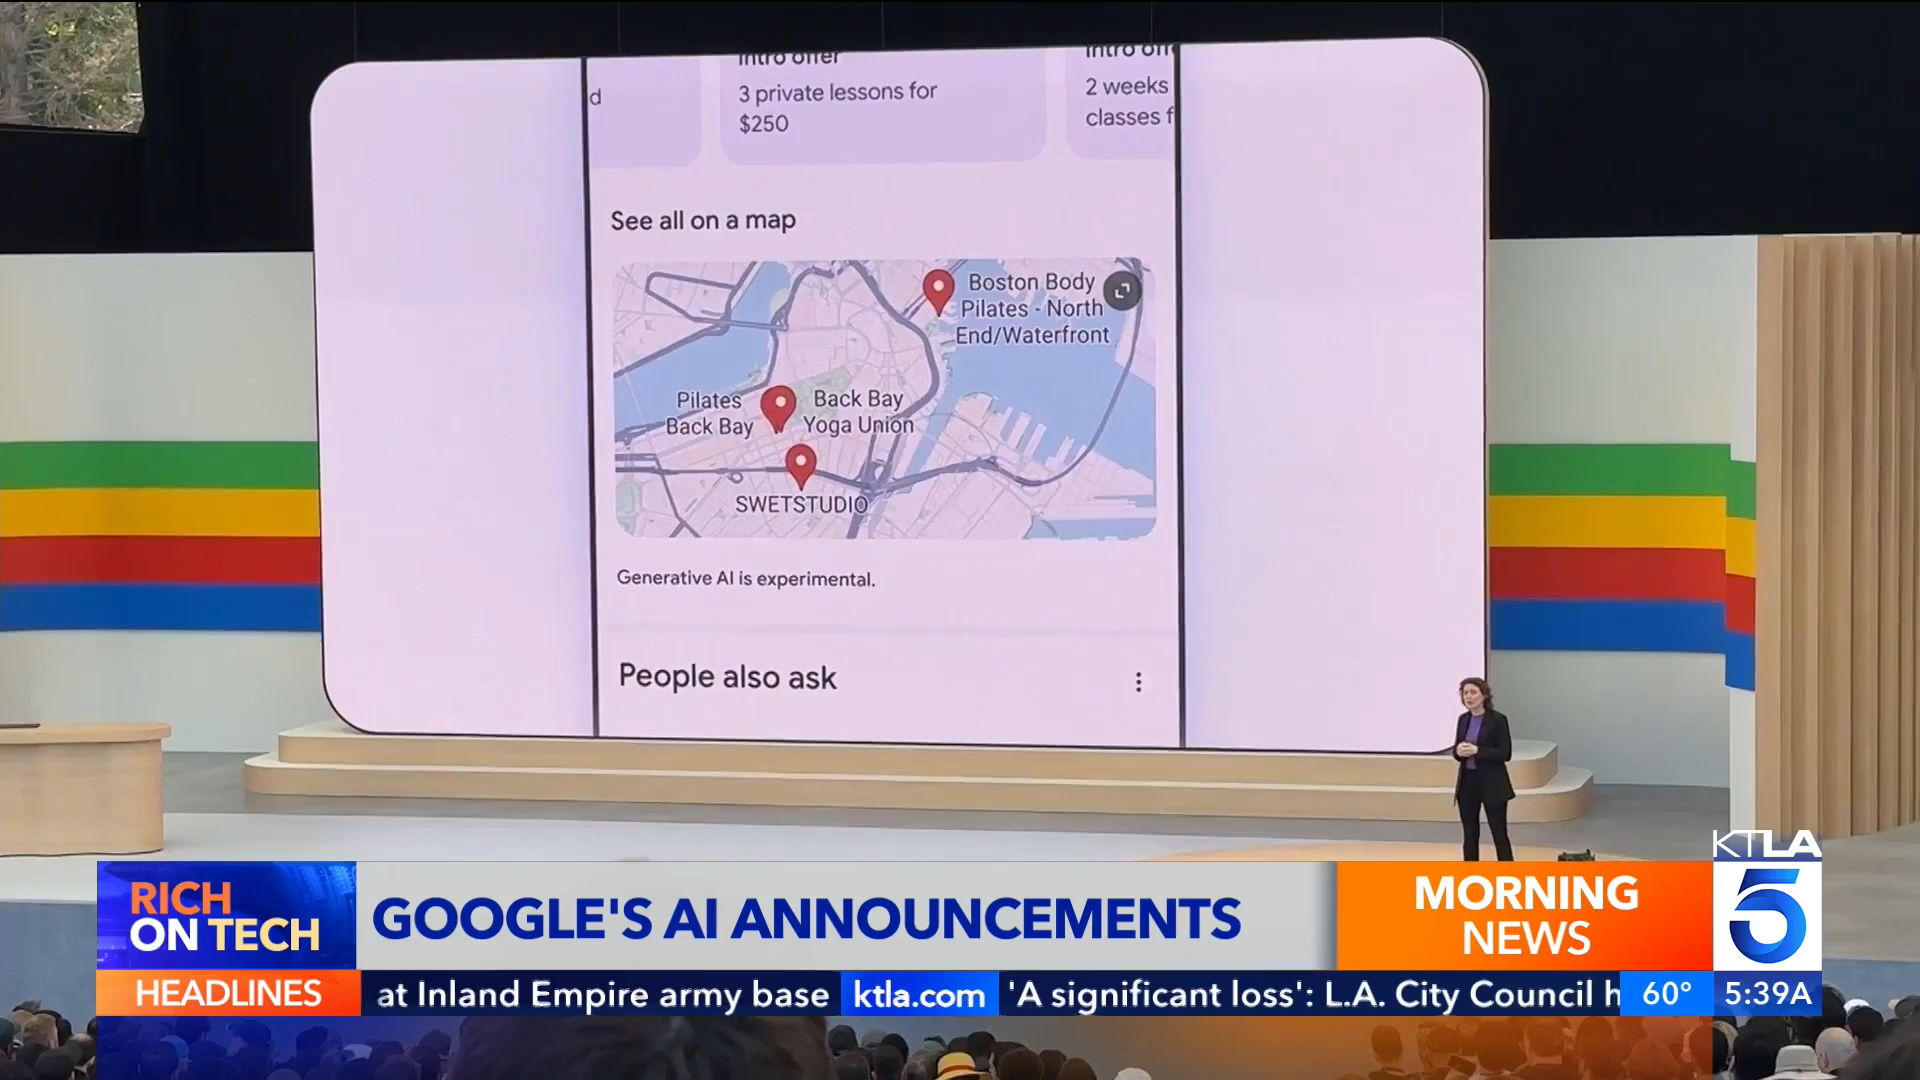 Intro offer
3 private lessons for
$250
d
2 weeks
classes f
See all on a map
Boston Body
Pilates - North
End/Waterfront
Pilates
Back Bay
Back Bay
Yoga Union
SWETSTUDIO
Generative AI is experimental.
People also ask
KTLA
5
RICH
ON TECH
GOOGLE'S AI ANNOUNCEMENTS
MORNING
NEWS
HEADLINES
at Inland Empire army base
ktla.com
'A significant loss': L.A. City Council h
60°
5:39A